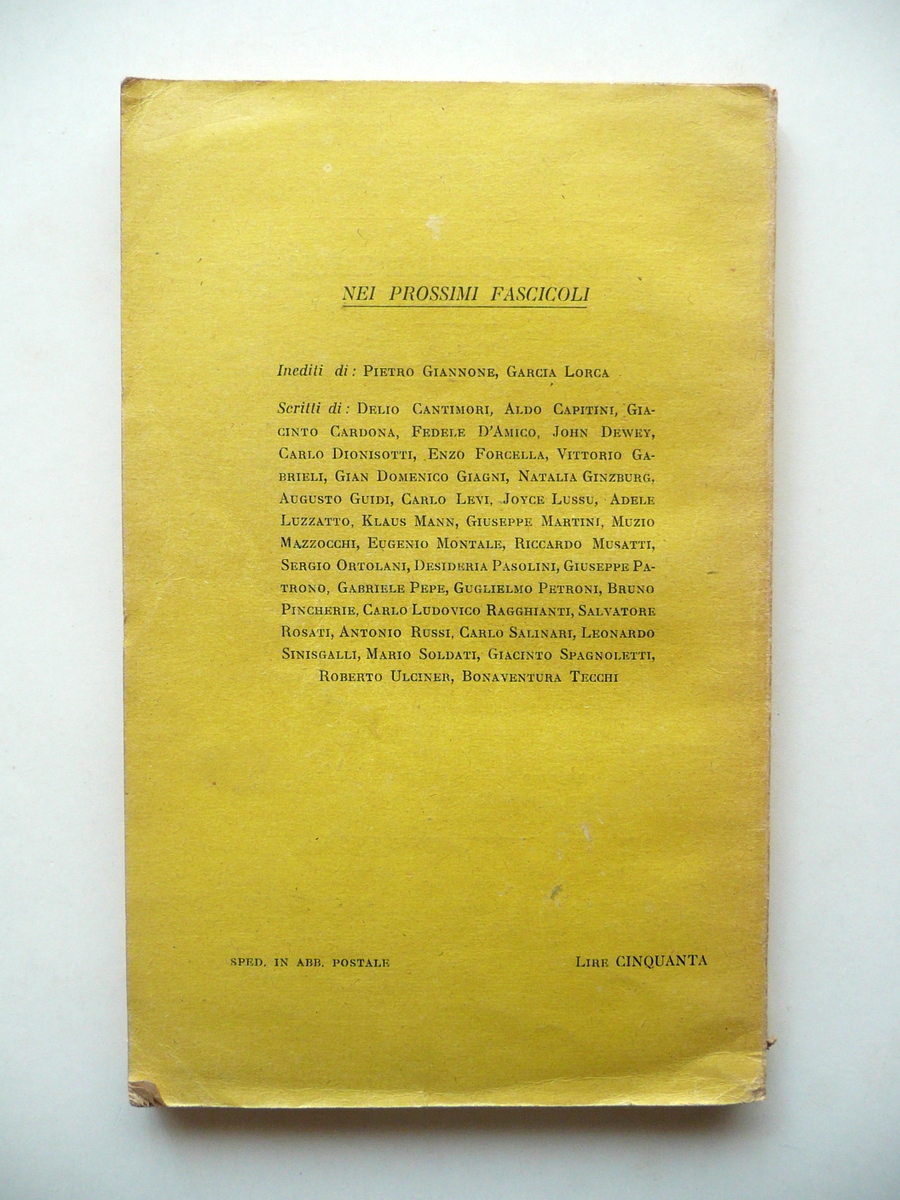 NEI PROSSIMI FASCICOLI
Inediti di: Pietro Giannone, Garcia Lorca
Scritti di: Delio Cantimori, Aldo Capitini, Gia-
cinto Cardona, Fedele D'Amico, John Dewey,
Carlo Dionisotti, Enzo Forcella, Vittorio Ga-
brieli, Gian Domenico Giagni, Natalia Ginzburg,
Augusto Guidi, Carlo Levi, Joyce Lussu, Adele
Luzzatto, Klaus Mann, Giuseppe Martini, Muzio
Mazzocchi, Eugenio Montale, Riccardo Musatti,
Sergio Ortolani, Desideria Pasolini, Giuseppe Pa-
trono, Gabriele Pepe, Guglielmo Petroni, Bruno
Pincherie, Carlo Ludovico Ragghianti, Salvatore
Rosati, Antonio Russi, Carlo Salinari, Leonardo
Sinisgalli, Mario Soldati, Giacinto Spagnoletti,
Roberto Ulciner, Bonaventura Tecchi
SPED. IN ABB. POSTALE
Lire CINQUANTA